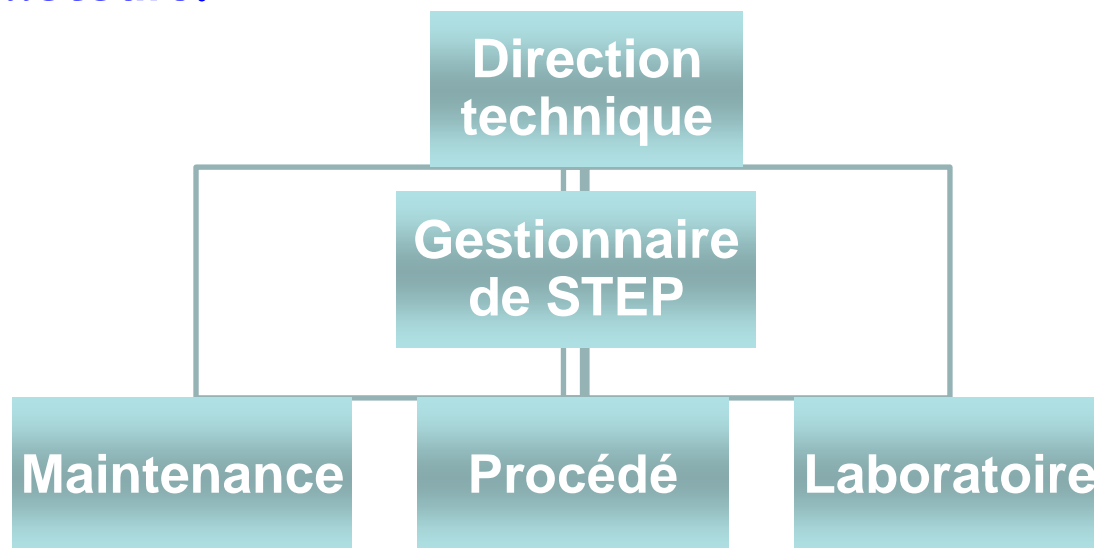 Direction
technique
Gestionnaire
de STEP
Maintenance
Procédé
Laboratoire